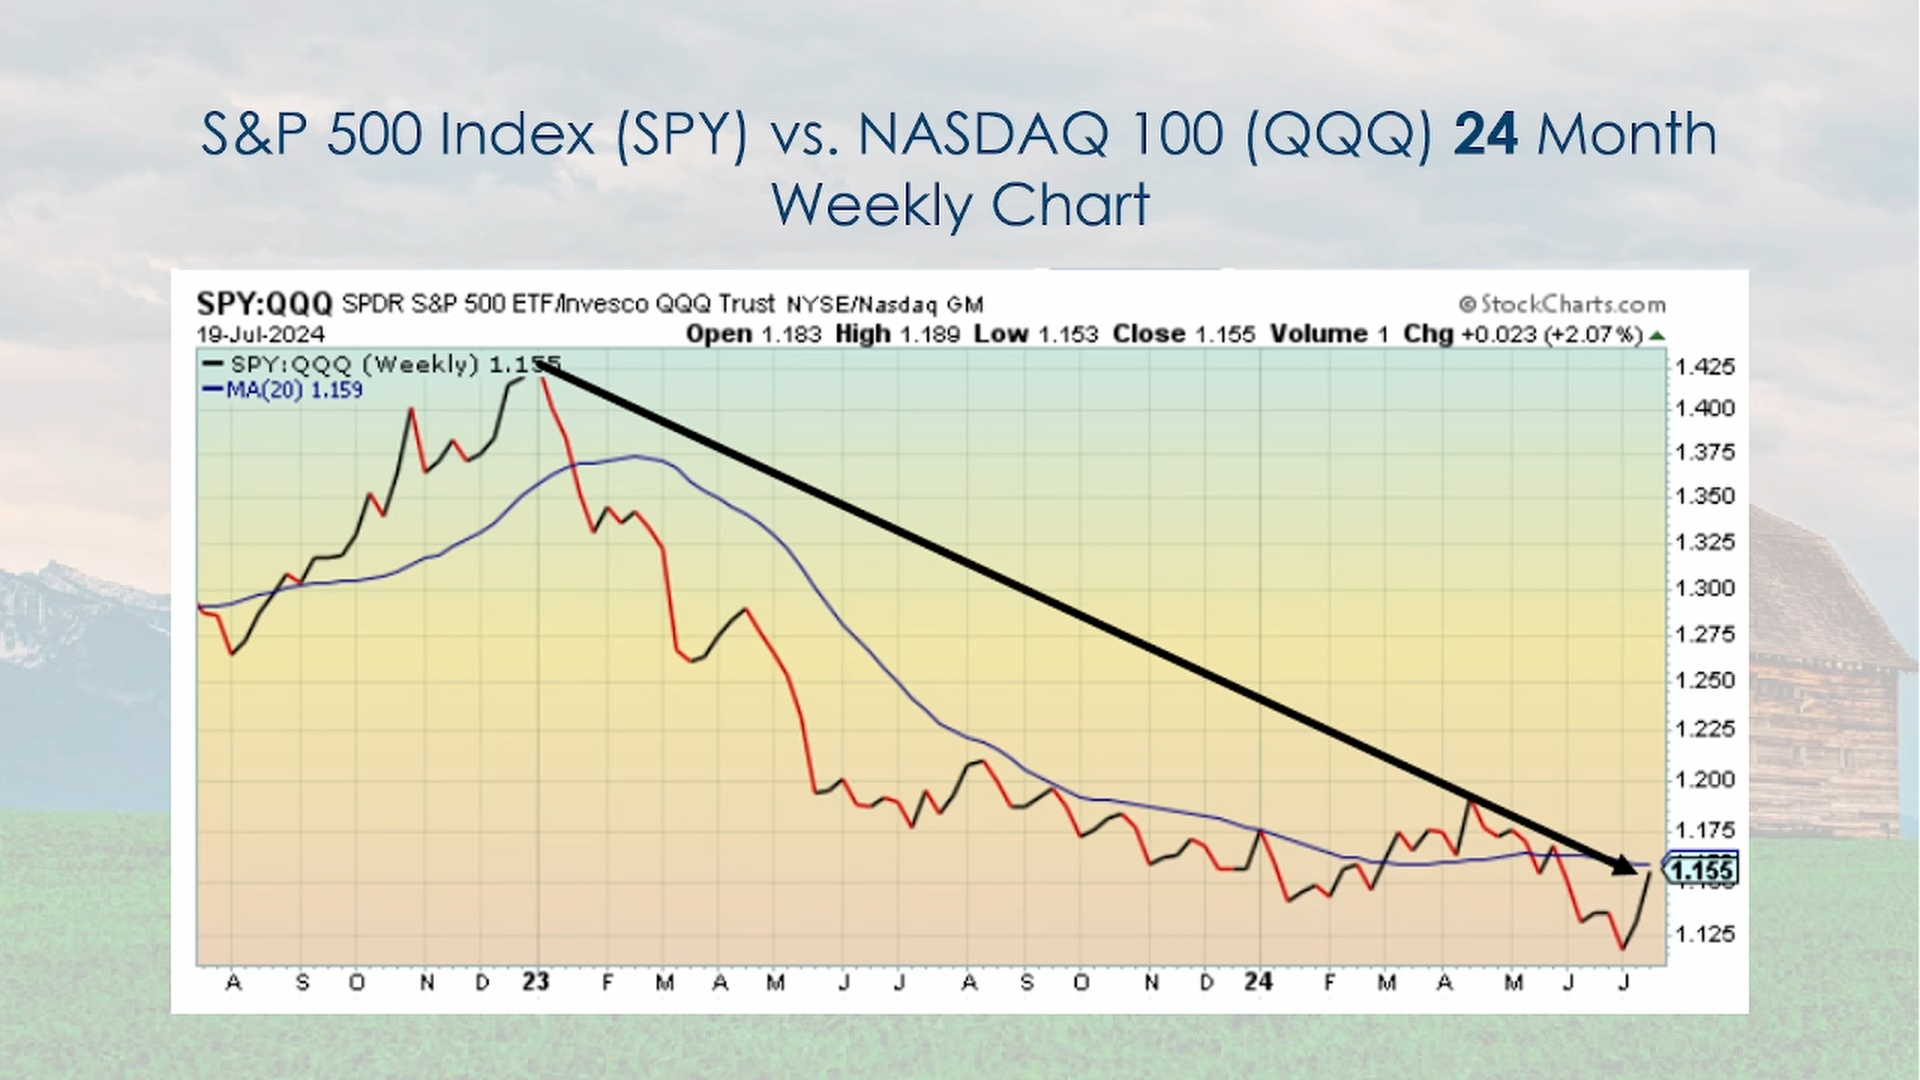 S&P 500 Index (SPY) vs. NASDAQ 100 (QQQ) 24 Month
Weekly Chart
SPY:QQQ SPDR S&P 500 ETF/Invesco QQQ Trust NYSE/Nasdaq GM
© StockCharts.com
19-Jul-2024
Open 1.183 High 1.189 Low 1.153 Close 1.155 Volume 1 Chg +0.023 (+2.07%)
SPY:QQQ (Weekly) 1.155
MA(20) 1.159
1.425
1.400
1.375
1.350
1.325
1.300
1.275
1.250
1.225
1.200
1.175
1.155
1.125
A S O N D 23 F M A M J J A S O N D 24 F M A M J J